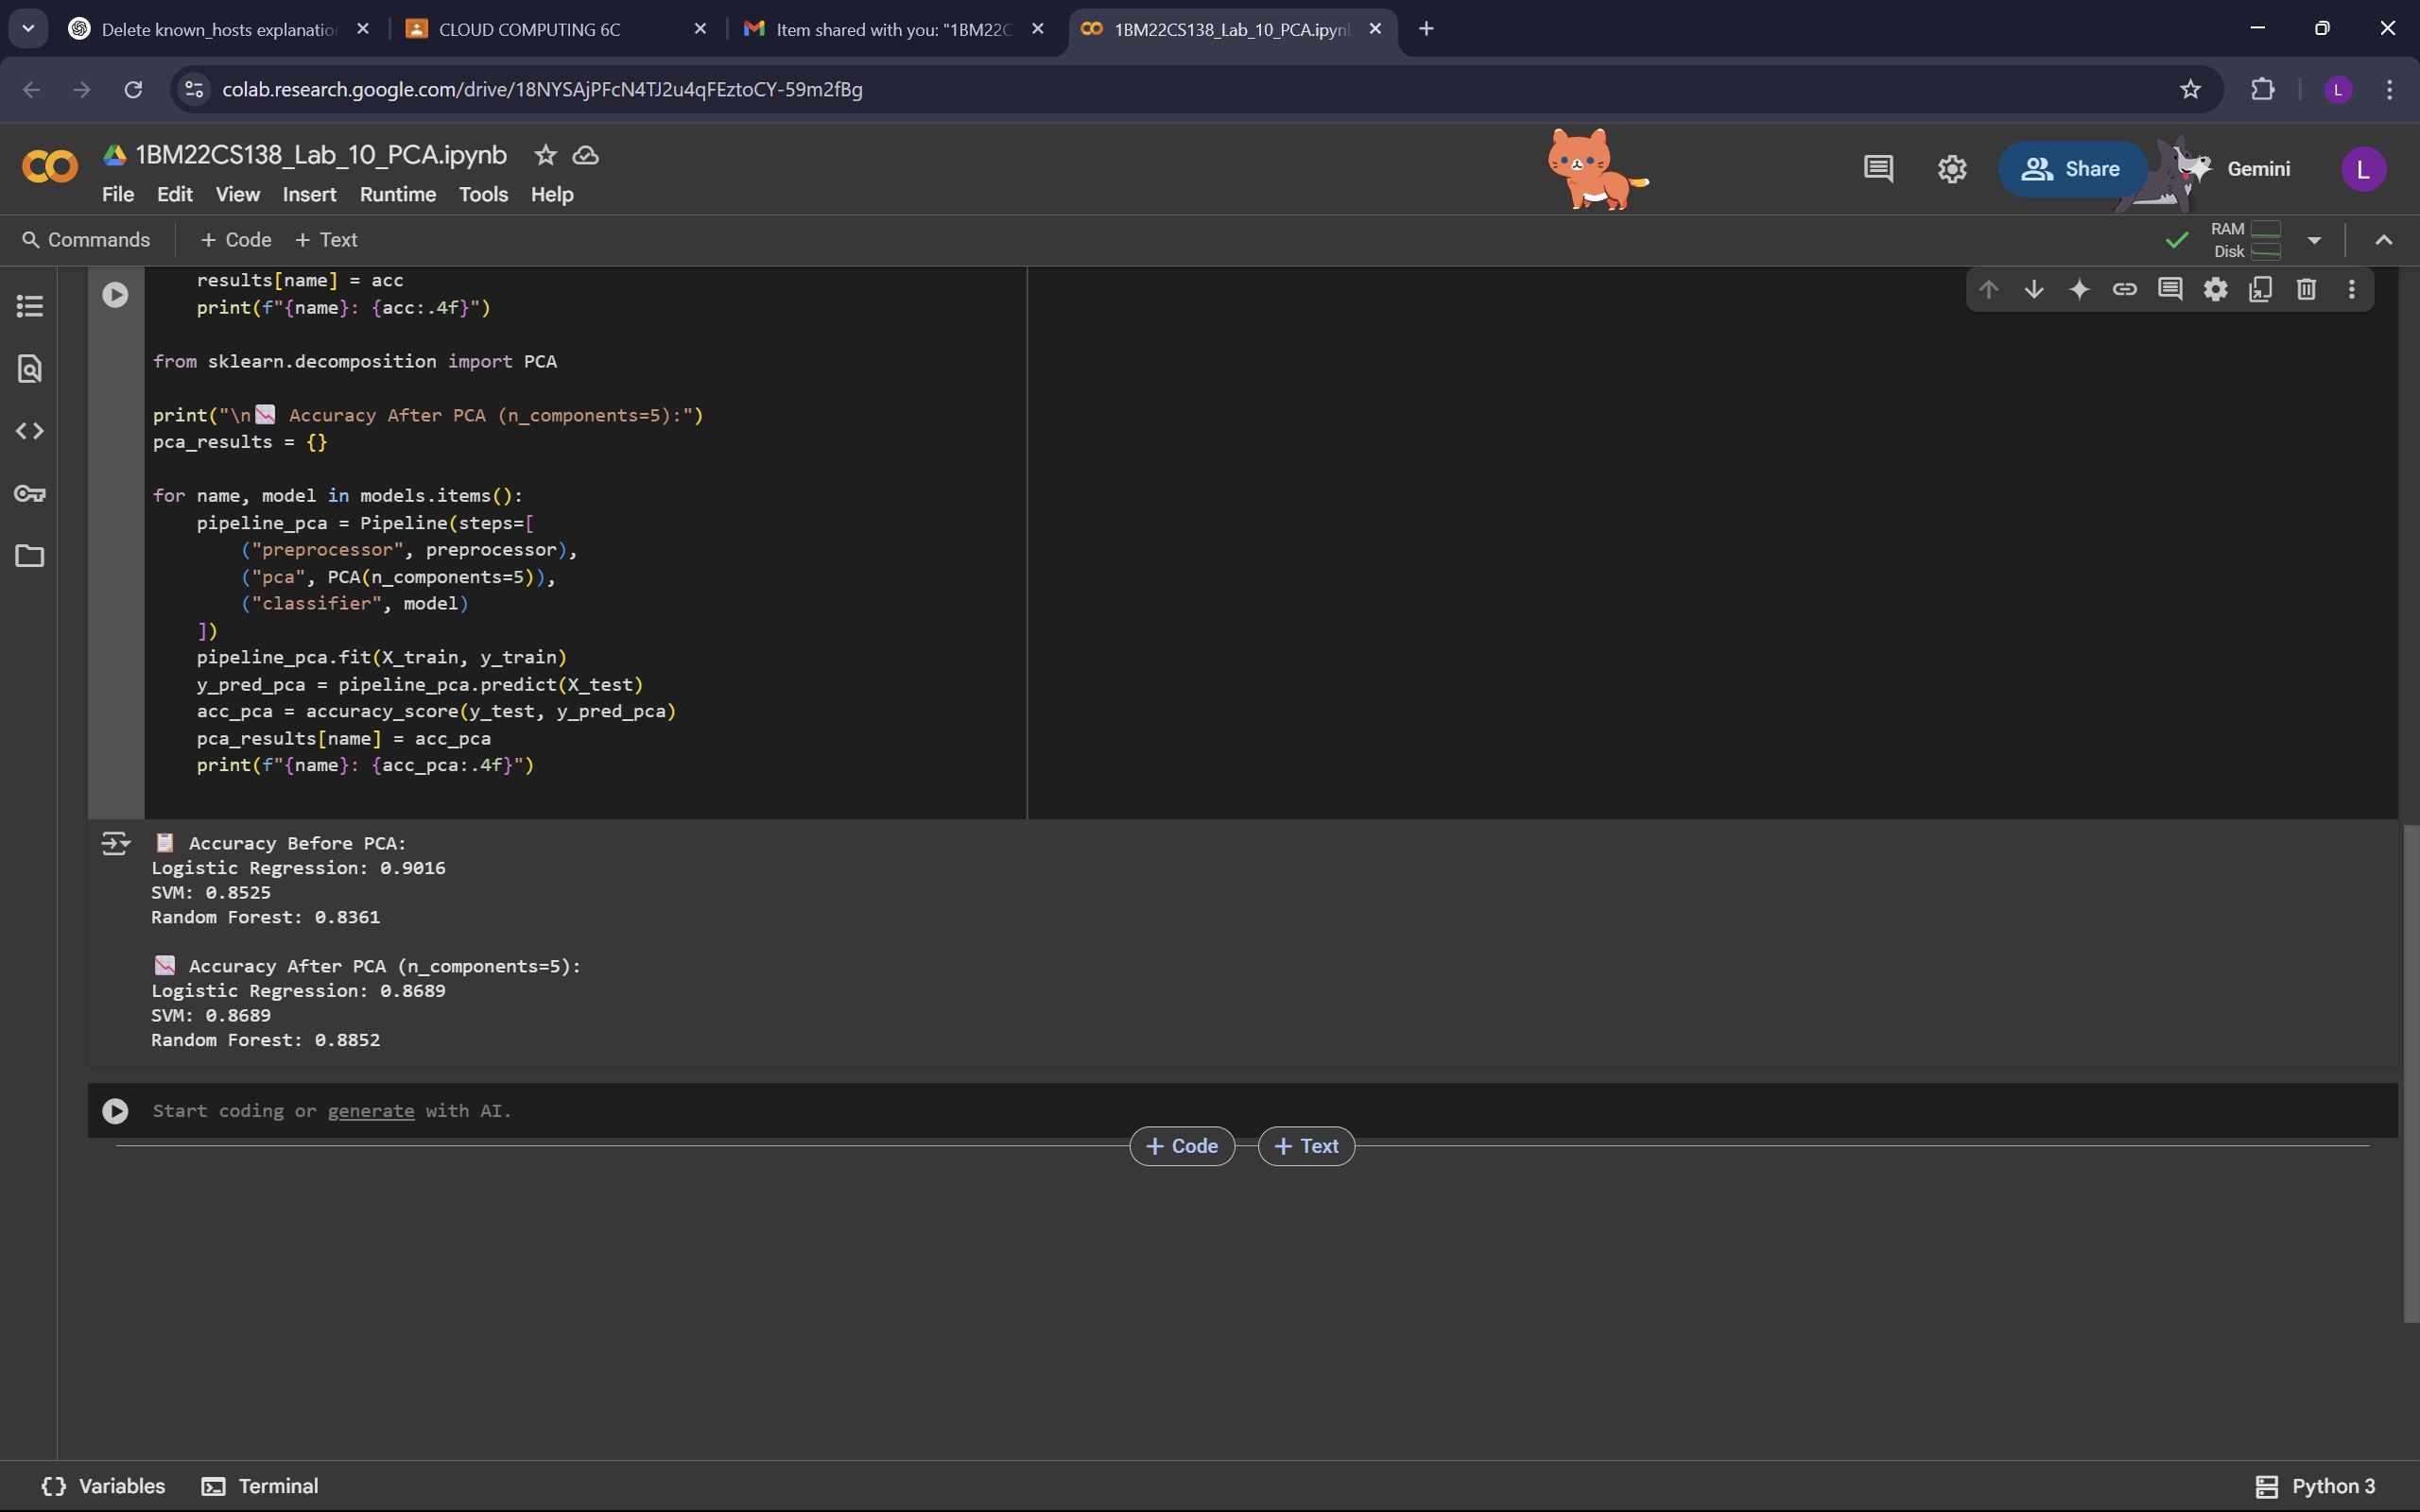 Delete known_hosts explanation
CLOUD COMPUTING 6C
Item shared with you: "1BM22C
1BM22CS138_Lab_10_PCA.ipyn
colab.research.google.com/drive/18NYSAjPFcN4TJ2u4qFEztoCY-59m2fBg
L
1BM22CS138_Lab_10_PCA.ipynb
File Edit View Insert Runtime Tools Help
Share
Gemini
L
Commands
+ Code + Text
RAM
Disk
    results[name] = acc
    print(f"{name}: {acc:.4f}")
from sklearn.decomposition import PCA
print("\n📉 Accuracy After PCA (n_components=5):")
pca_results = {}
for name, model in models.items():
    pipeline_pca = Pipeline(steps=[
        ("preprocessor", preprocessor),
        ("pca", PCA(n_components=5)),
        ("classifier", model)
    ])
    pipeline_pca.fit(X_train, y_train)
    y_pred_pca = pipeline_pca.predict(X_test)
    acc_pca = accuracy_score(y_test, y_pred_pca)
    pca_results[name] = acc_pca
    print(f"{name}: {acc_pca:.4f}")
📋 Accuracy Before PCA:
Logistic Regression: 0.9016
SVM: 0.8525
Random Forest: 0.8361
📉 Accuracy After PCA (n_components=5):
Logistic Regression: 0.8689
SVM: 0.8689
Random Forest: 0.8852
Start coding or generate with AI.
+ Code
+ Text
Variables
Terminal
Python 3